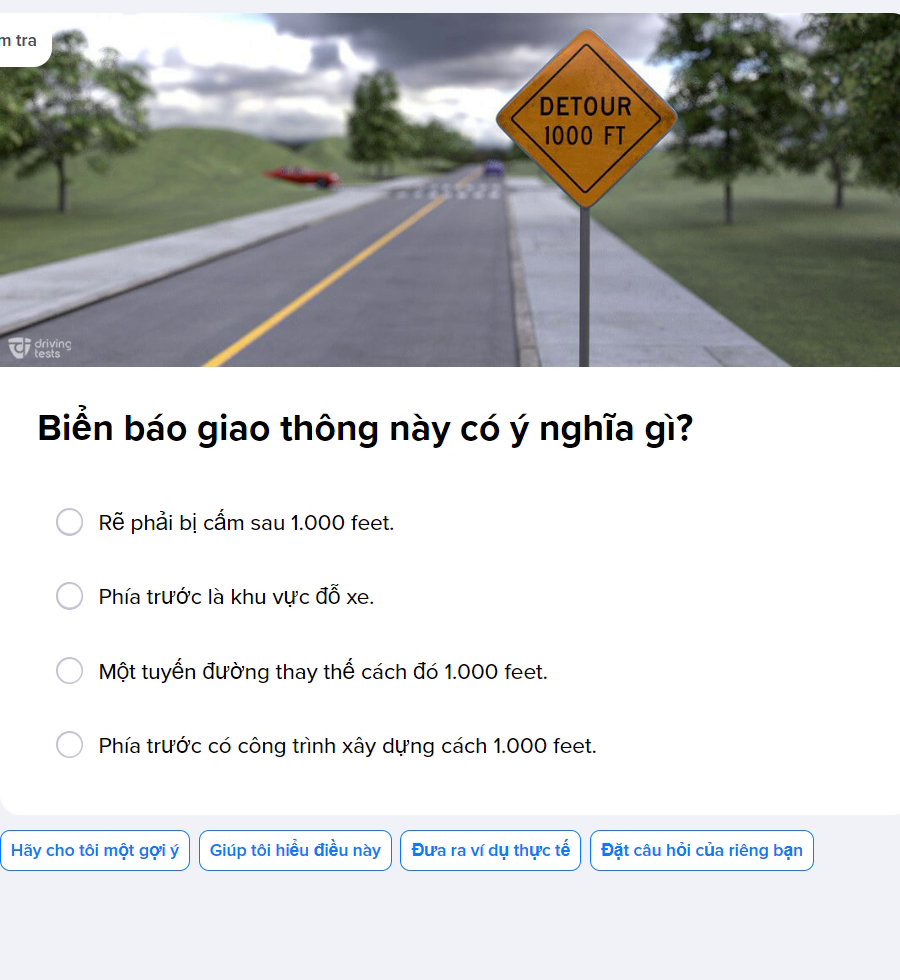 m tra
DETOUR
1000 FT
driving
tests
Biển báo giao thông này có ý nghĩa gì?
Rẽ phải bị cấm sau 1.000 feet.
Phía trước là khu vực đỗ xe.
Một tuyến đường thay thế cách đó 1.000 feet.
Phía trước có công trình xây dựng cách 1.000 feet.
Hãy cho tôi một gợi ý
Giúp tôi hiểu điều này
Đưa ra ví dụ thực tế
Đặt câu hỏi của riêng bạn